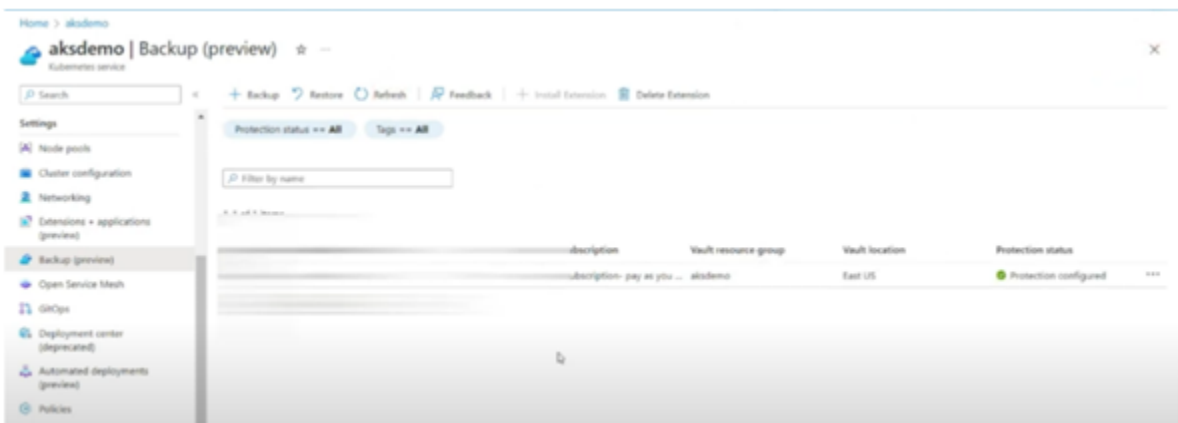 Home > aksdemo
aksdemo | Backup (preview)
Kubernetes service
Search
Backup Restore Refresh Feedback Install Extension Delete Extension
Settings
Protection status == All Tags == All
Node pools
Cluster configuration
Filter by name
Networking
Extensions + applications
(preview)
Vault resource group Vault location Protection status
Backup (preview)
pay as you ... aksdemo East US Protection configured
Open Service Mesh
GitOps
Deployment center
(deprecated)
Automated deployments
(preview)
Policies